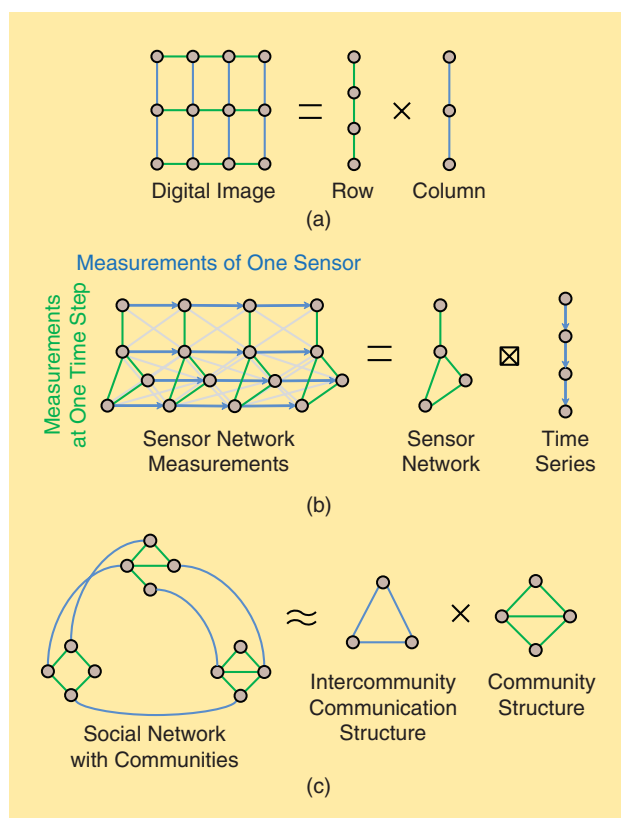 Digital Image
Row
Column
(a)
Measurements of One Sensor
Measurements
at One Time Step
Sensor Network
Measurements
Sensor
Network
Time
Series
(b)
Social Network
with Communities
Intercommunity
Communication
Structure
Community
Structure
(c)